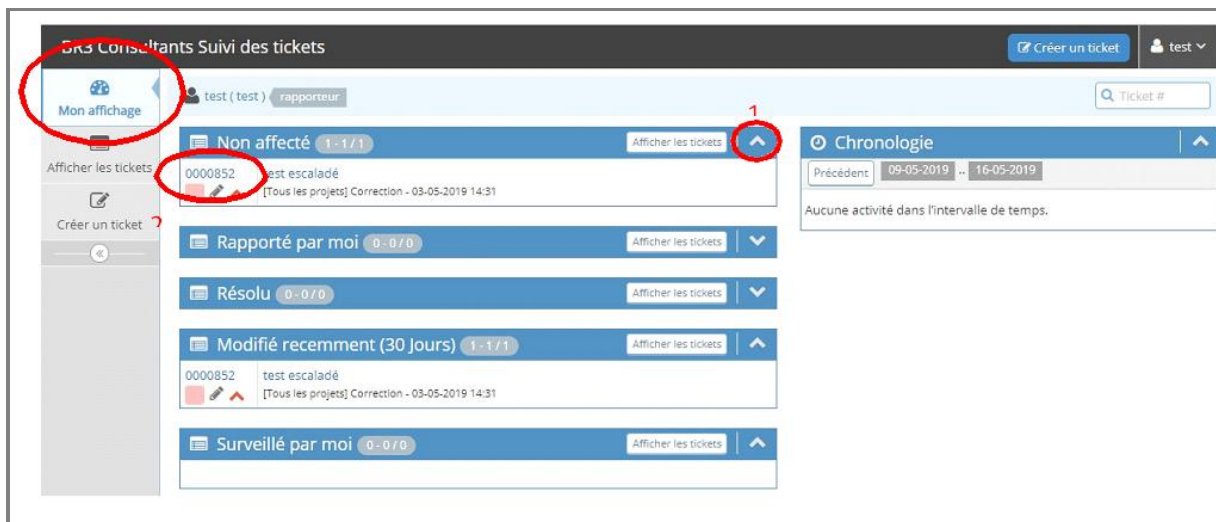 BR3 Consultants Suivi des tickets
Créer un ticket
test
Mon affichage
Afficher les tickets
Créer un ticket
test ( test ) rapporteur
Ticket #
1
Non affecté 1 - 1 / 1 Afficher les tickets
0000852 test escaladé
[Tous les projets] Correction - 03-05-2019 14:31
Rapporté par moi 0 - 0 / 0 Afficher les tickets
Résolu 0 - 0 / 0 Afficher les tickets
Modifié recemment (30 Jours) 1 - 1 / 1 Afficher les tickets
0000852 test escaladé
[Tous les projets] Correction - 03-05-2019 14:31
Surveillé par moi 0 - 0 / 0 Afficher les tickets
Chronologie
Précédent 09-05-2019 .. 16-05-2019
Aucune activité dans l'intervalle de temps.